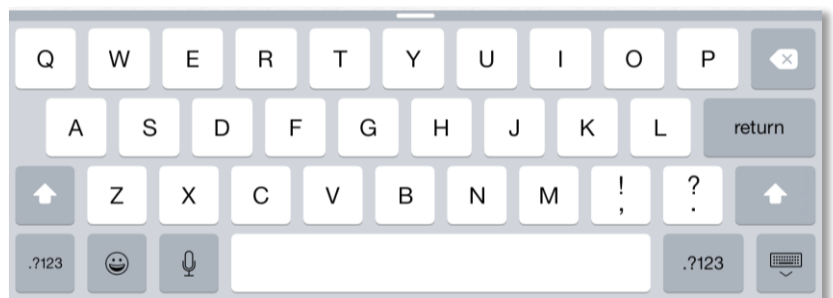 Q W E R T Y U I O P
A S D F G H J K L return
Z X C V B N M ! , ? .
.?123 .?123